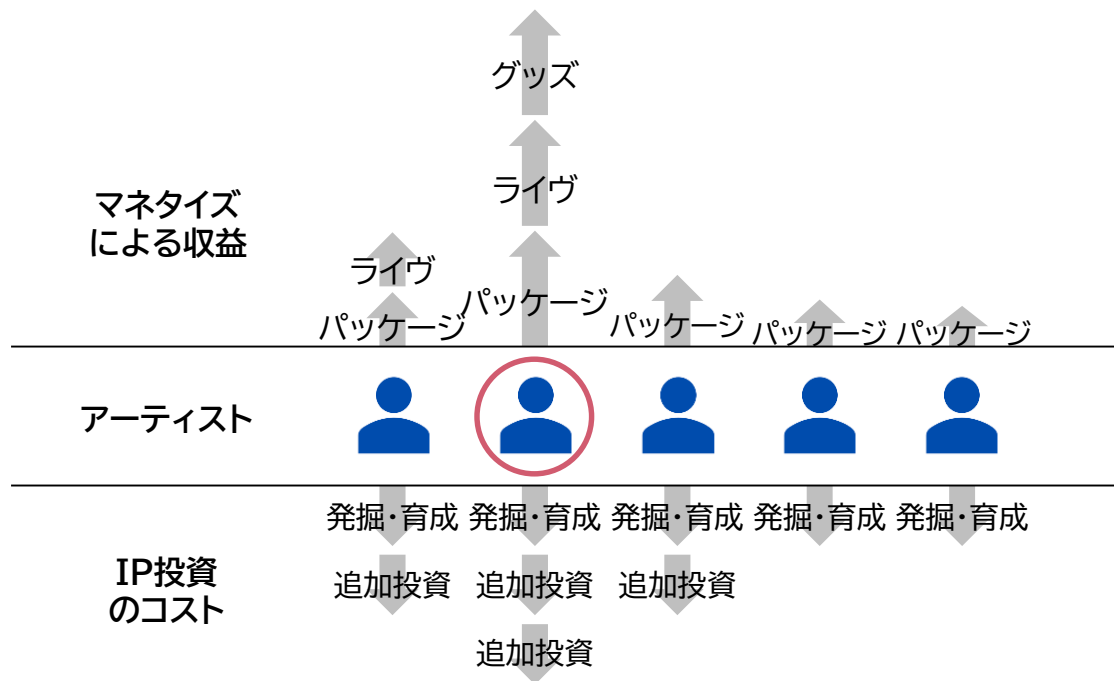 グッズ
ライヴ
マネタイズ
による収益
ライヴ
パッケージ
パッケージ
パッケージ
パッケージ
パッケージ
アーティスト
発掘・育成 発掘・育成 発掘・育成 発掘・育成 発掘・育成
IP投資
のコスト
追加投資 追加投資 追加投資
追加投資